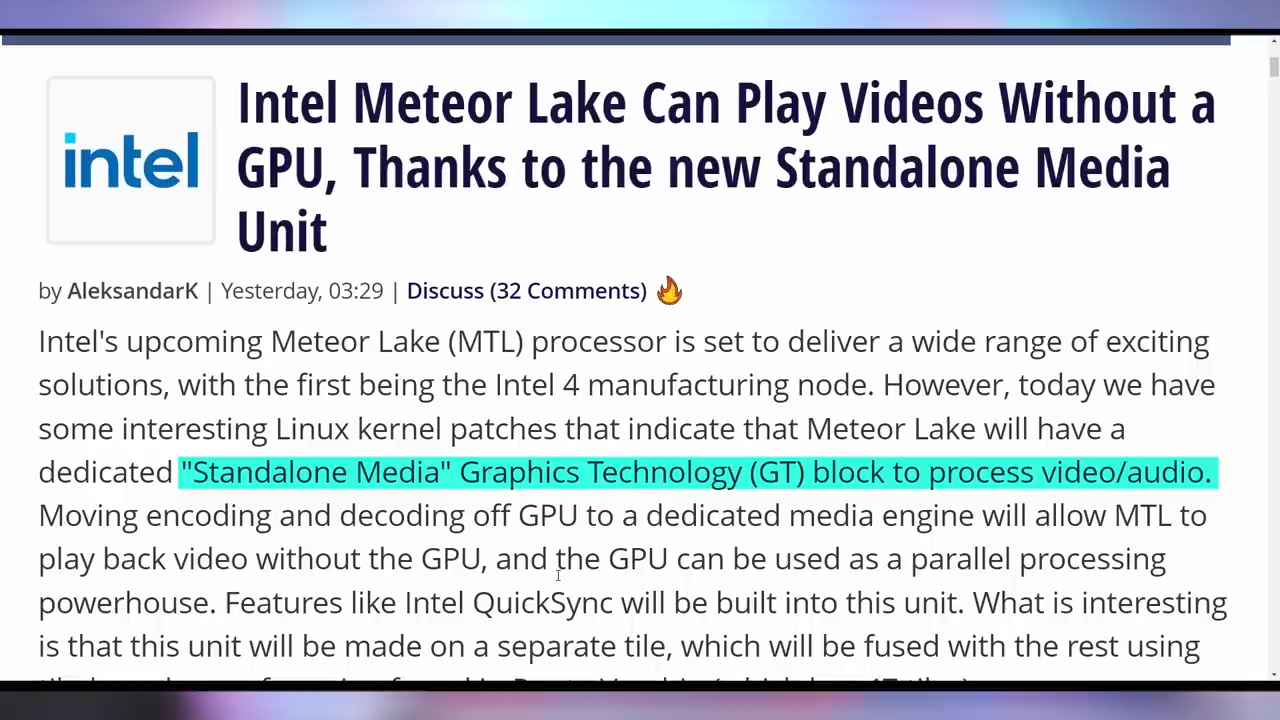 intel
Intel Meteor Lake Can Play Videos Without a
GPU, Thanks to the new Standalone Media
Unit
by AleksandarK | Yesterday, 03:29 | Discuss (32 Comments)
Intel's upcoming Meteor Lake (MTL) processor is set to deliver a wide range of exciting
solutions, with the first being the Intel 4 manufacturing node. However, today we have
some interesting Linux kernel patches that indicate that Meteor Lake will have a
dedicated "Standalone Media" Graphics Technology (GT) block to process video/audio.
Moving encoding and decoding off GPU to a dedicated media engine will allow MTL to
play back video without the GPU, and the GPU can be used as a parallel processing
powerhouse. Features like Intel QuickSync will be built into this unit. What is interesting
is that this unit will be made on a separate tile, which will be fused with the rest using